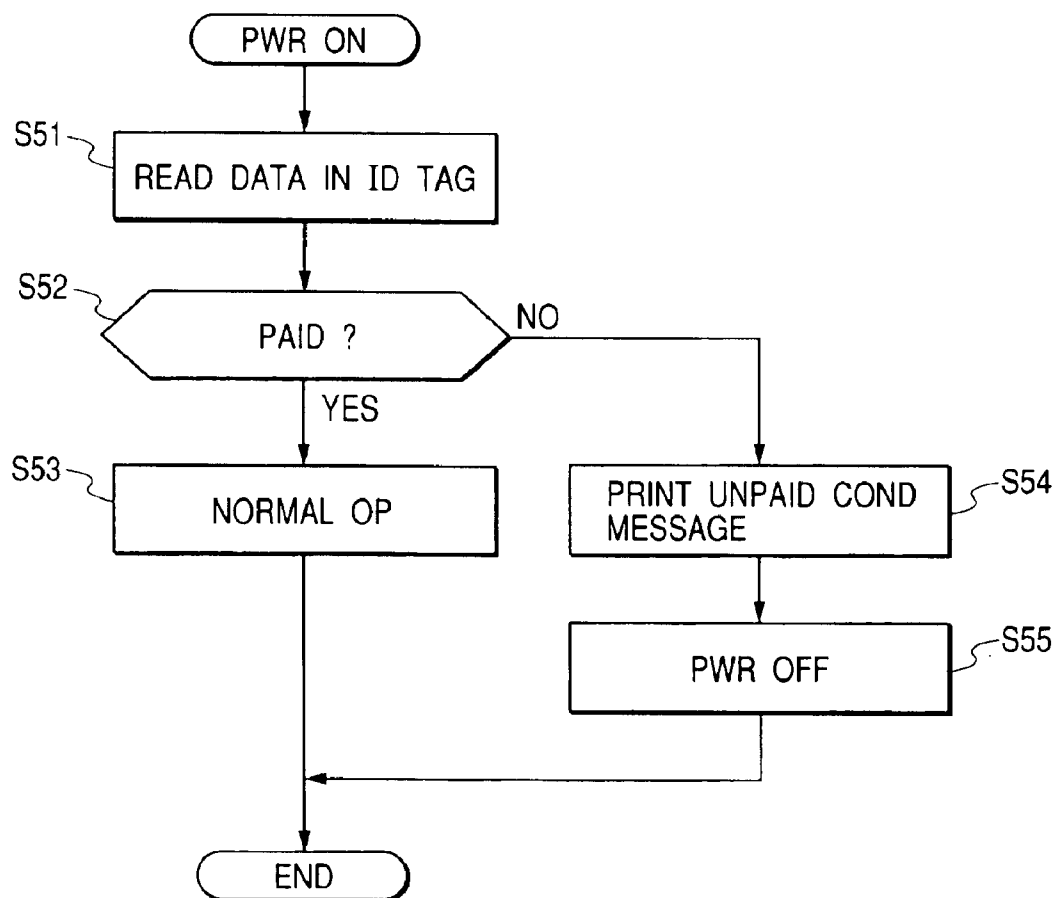 PWR ON
S51
READ DATA IN ID TAG
S52
PAID ?
NO
YES
S53
NORMAL OP
PRINT UNPAID COND
MESSAGE
S54
PWR OFF
S55
END